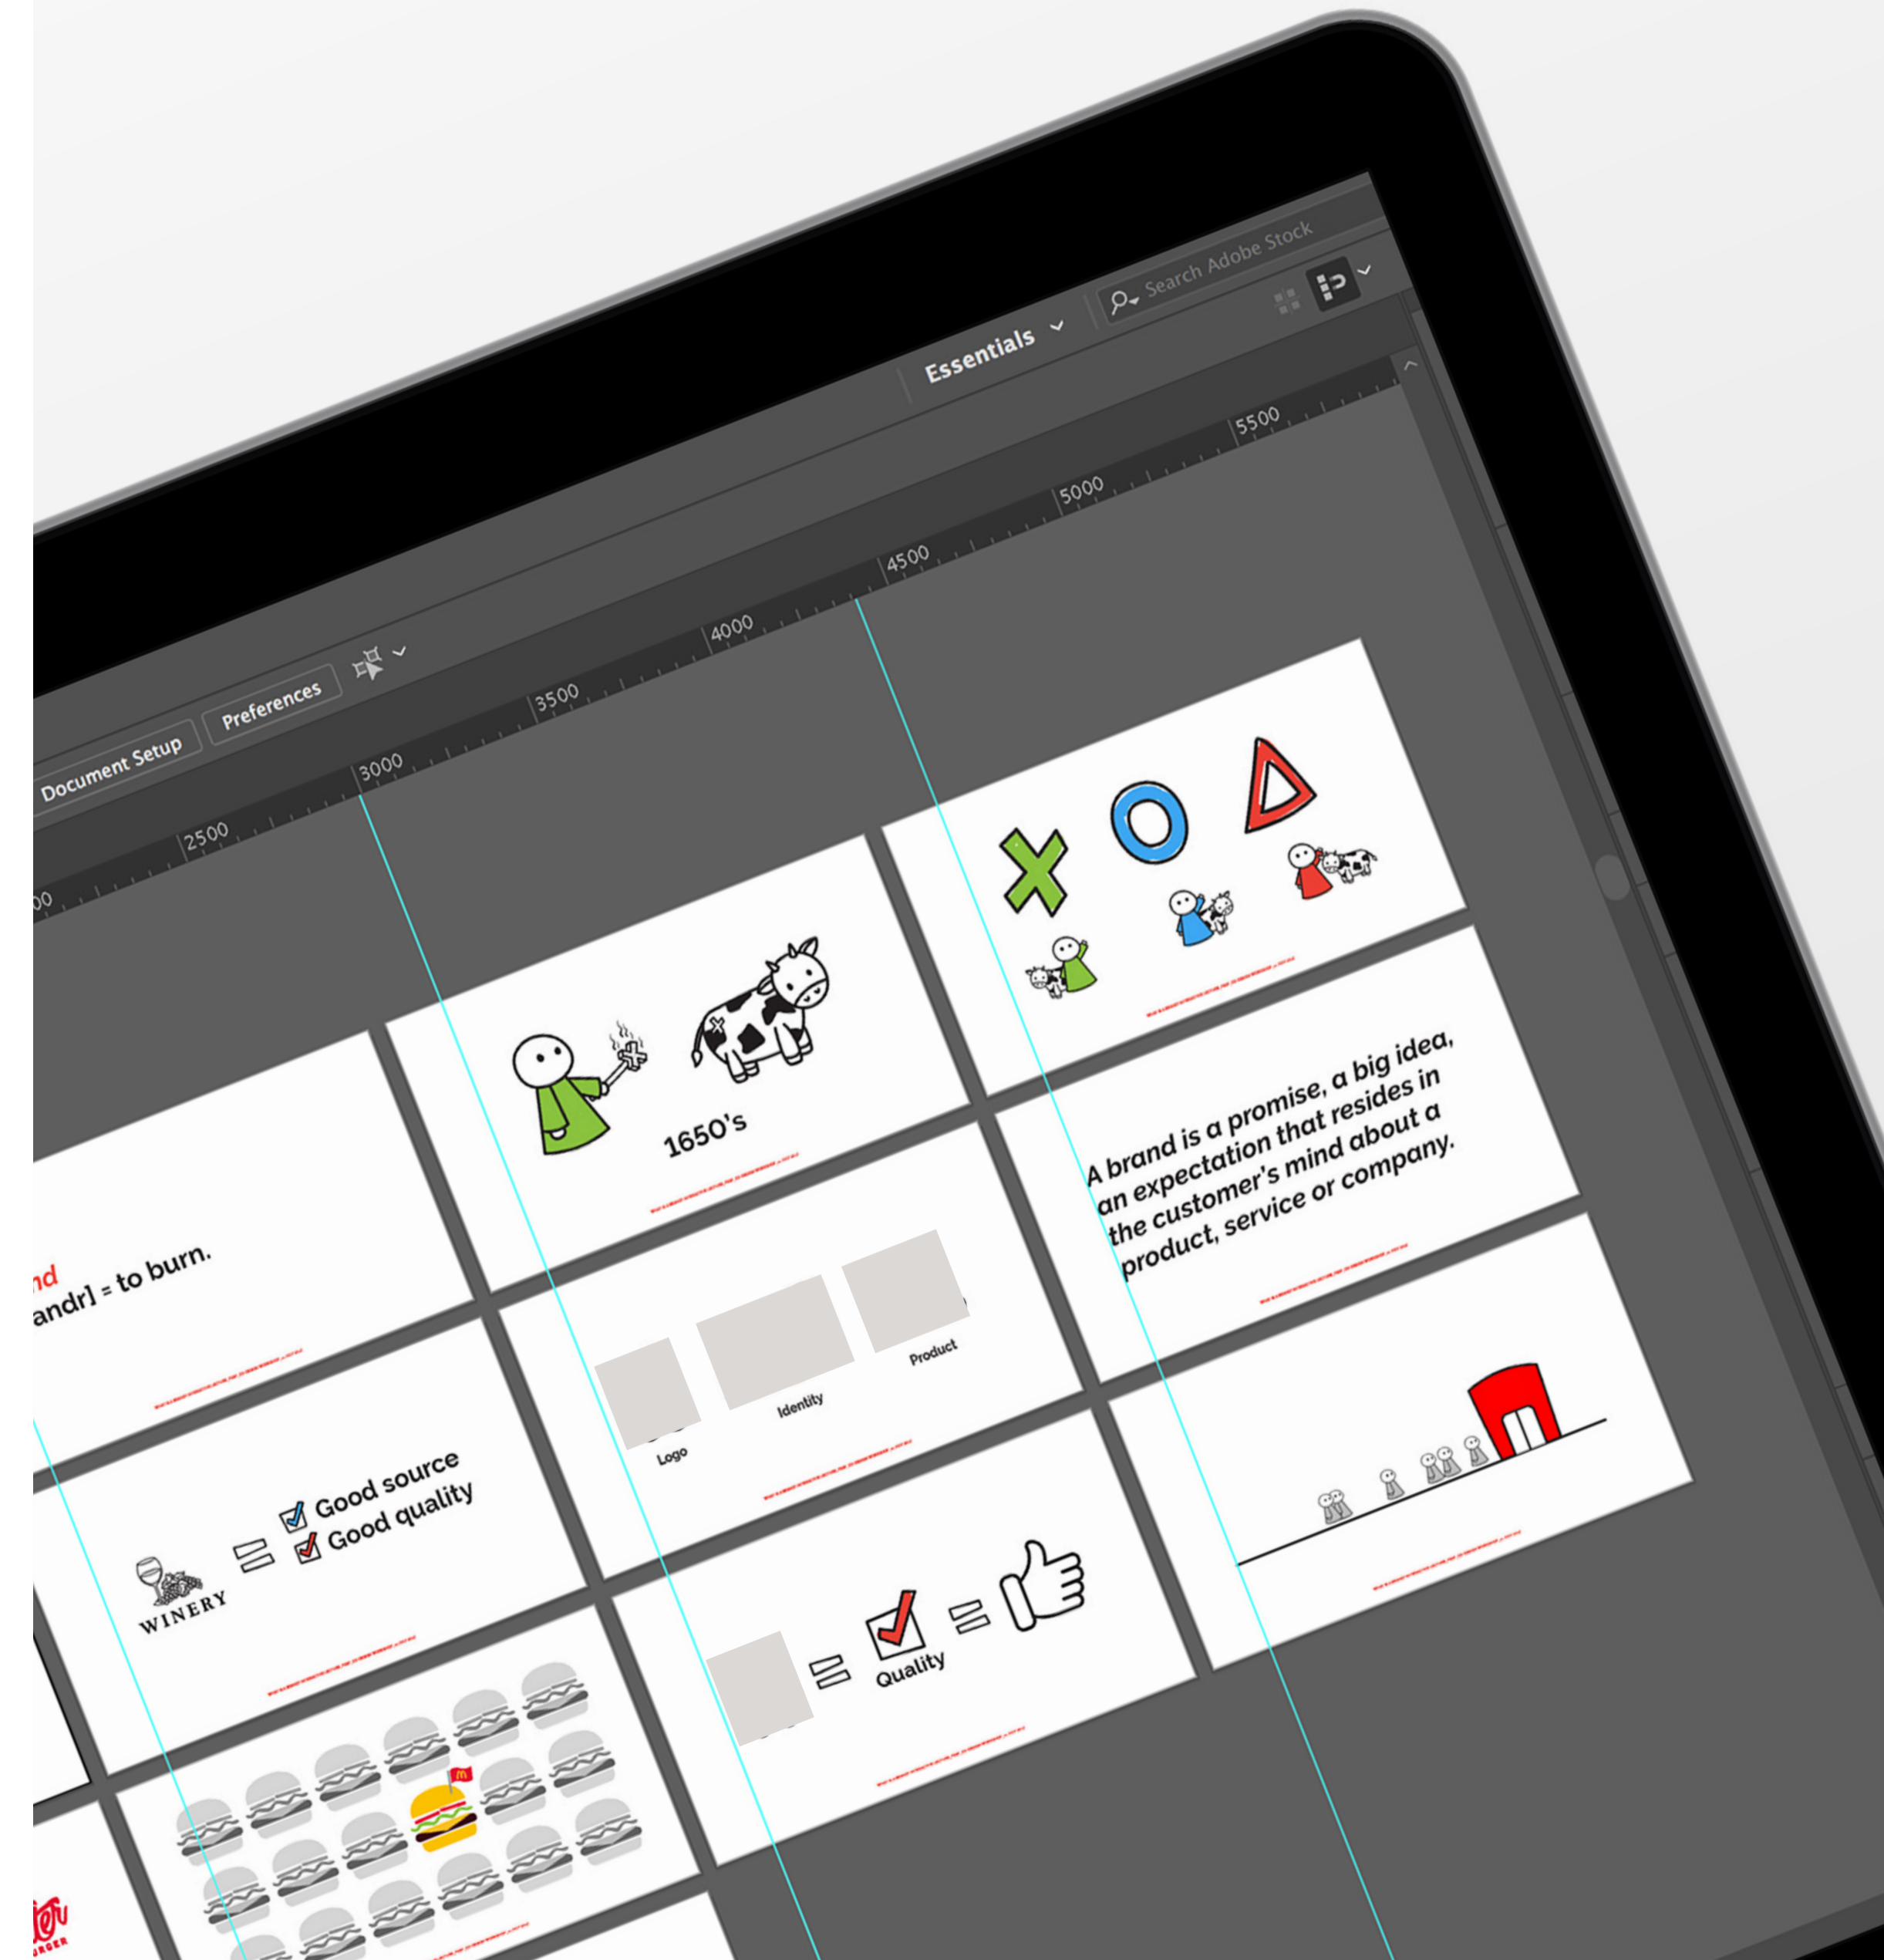 Search Adobe Stock
Essentials
Document Setup
Preferences
2500
3000
3500
4000
4500
5000
5500
= to burn.
1650's
A brand is a promise, a big idea,
an expectation that resides in
the customer's mind about a
product, service or company.
Good source
Good quality
WINERY
Logo
Identity
Product
Quality